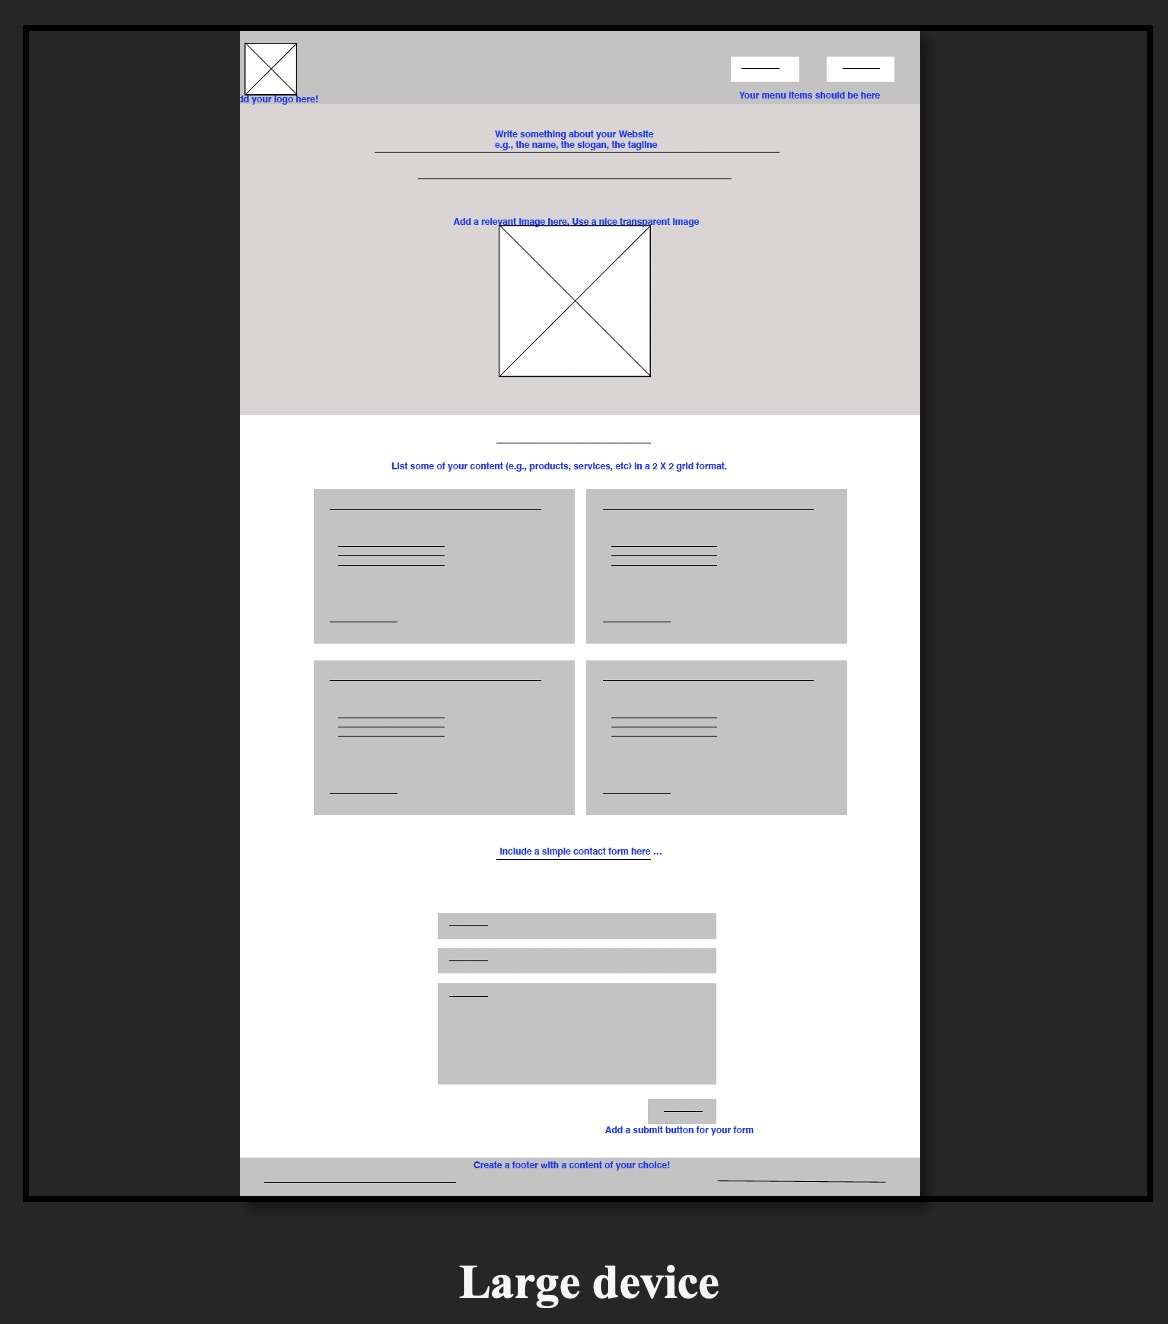 dd your logo here!
Your menu items should be here
Write something about your Website
e.g., the name, the slogan, the tagline
Add a relevant image here. Use a nice transparent image
List some of your content (e.g., products, services, etc) in a 2 X 2 grid format.
Include a simple contact form here ...
Add a submit button for your form
Create a footer with a content of your choice!
Large device